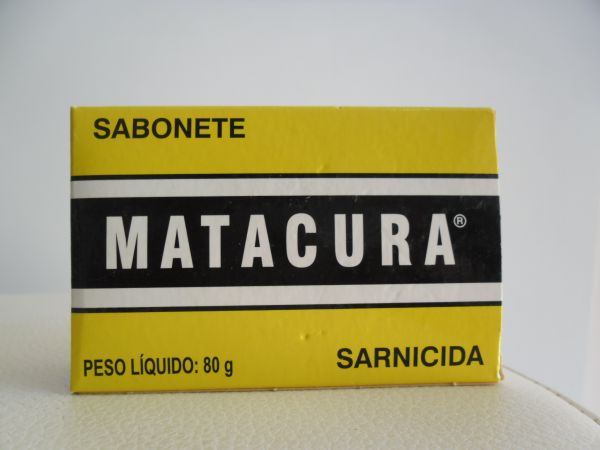 SABONETE
MATACURA®
PESO LÍQUIDO: 80 g
SARNICIDA